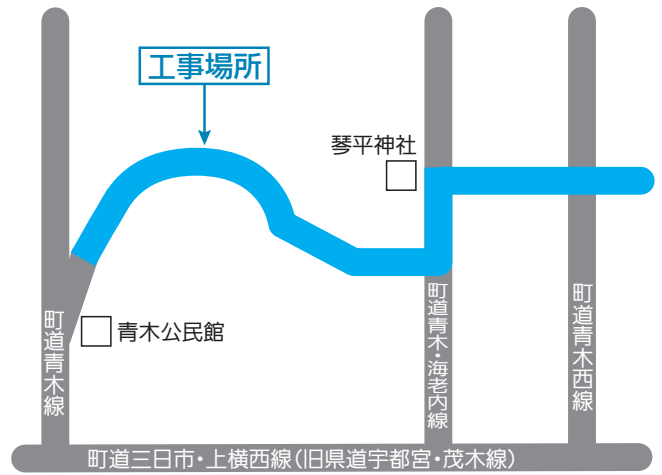 工事場所
琴平神社
青木公民館
町道青木線
町道青木・海老内線
町道青木西線
町道三日市・上横西線（旧県道宇都宮・茂木線）